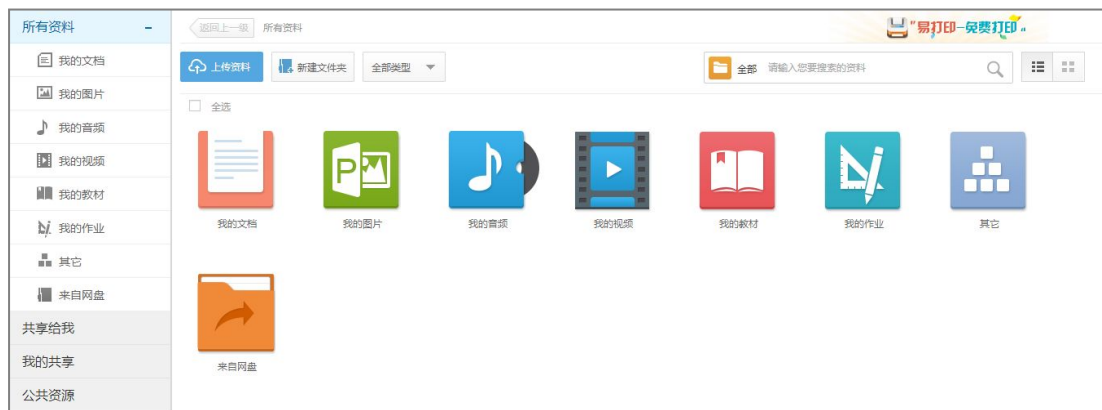 所有资料
返回上一级 所有资料
"易打印-免费打印"
我的文档
我的图片
我的音频
我的视频
我的教材
我的作业
其它
来自网盘
共享给我
我的共享
公共资源
上传资料 新建文件夹 全部类型 全部 请输入您要搜索的资料
全选
我的文档 我的图片 我的音频 我的视频 我的教材 我的作业 其它
来自网盘